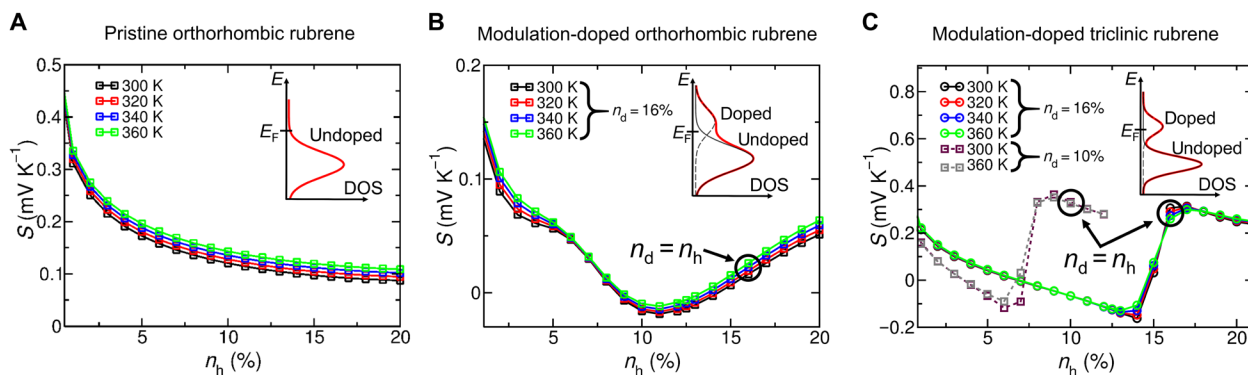 A
Pristine orthorhombic rubrene
S (mV K⁻¹)
0.5
0.4
0.3
0.2
0.1
0
5
10
15
20
n_h (%)
300 K
320 K
340 K
360 K
E
E_F
Undoped
DOS
B
Modulation-doped orthorhombic rubrene
S (mV K⁻¹)
0.2
0.1
0
5
10
15
20
n_h (%)
300 K
320 K
340 K
360 K
n_d = 16%
E
E_F
Doped
Undoped
DOS
n_d = n_h
C
Modulation-doped triclinic rubrene
S (mV K⁻¹)
0.8
0.6
0.4
0.2
0
−0.2
5
10
15
20
n_h (%)
300 K
320 K
340 K
360 K
n_d = 16%
300 K
360 K
n_d = 10%
E
E_F
Doped
Undoped
DOS
n_d = n_h